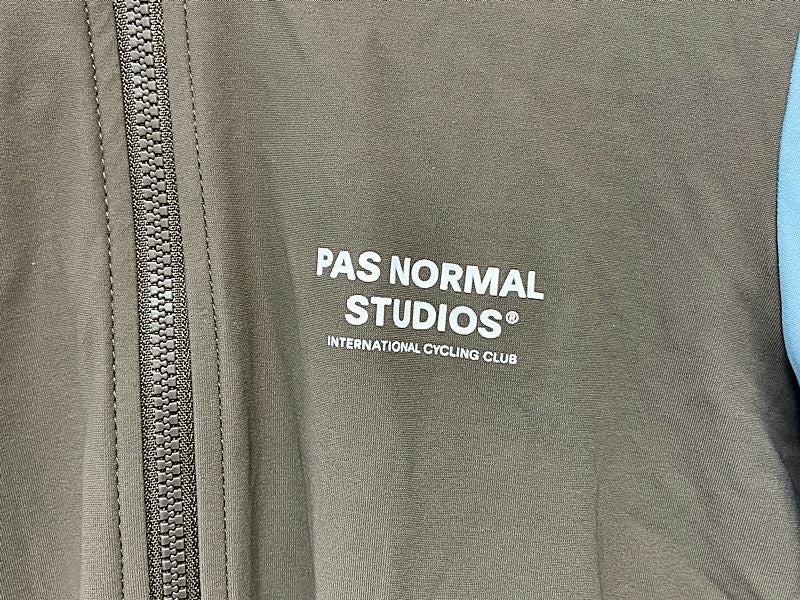 PAS NORMAL
STUDIOS®
INTERNATIONAL CYCLING CLUB